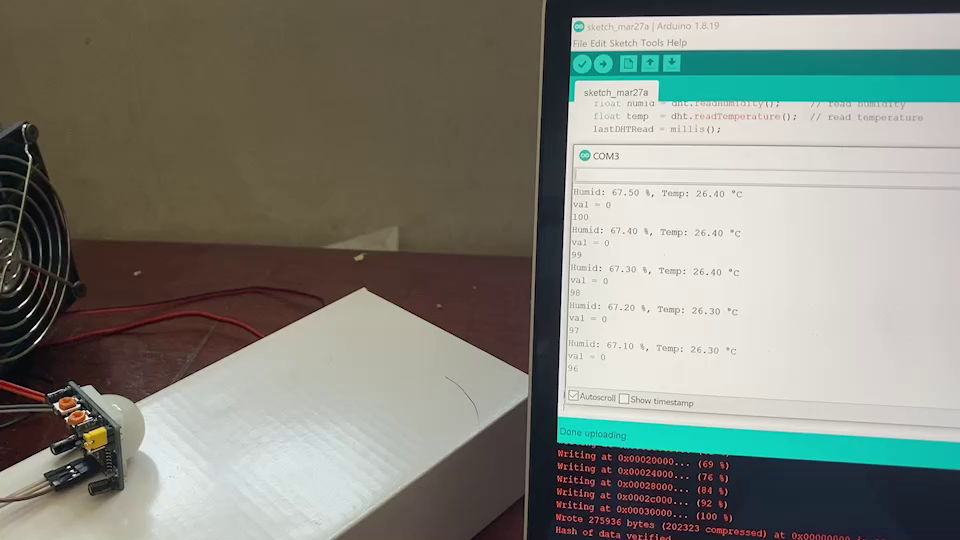 sketch_mar27a | Arduino 1.8.19
File Edit Sketch Tools Help
sketch_mar27a
float humid = dht.readHumidity(); // read humidity
float temp = dht.readTemperature(); // read temperature
lastDHTRead = millis();
COM3
Humid: 67.50 %, Temp: 26.40 °C
val = 0
100
Humid: 67.40 %, Temp: 26.40 °C
val = 0
99
Humid: 67.30 %, Temp: 26.40 °C
val = 0
98
Humid: 67.20 %, Temp: 26.30 °C
val = 0
97
Humid: 67.10 %, Temp: 26.30 °C
val = 0
96
Autoscroll Show timestamp
Done uploading
Writing at 0x00020000... (69 %)
Writing at 0x00024000... (76 %)
Writing at 0x00028000... (84 %)
Writing at 0x0002c000... (92 %)
Writing at 0x00030000... (100 %)
Wrote 275936 bytes (202323 compressed) at 0x00000000
Hash of data verified